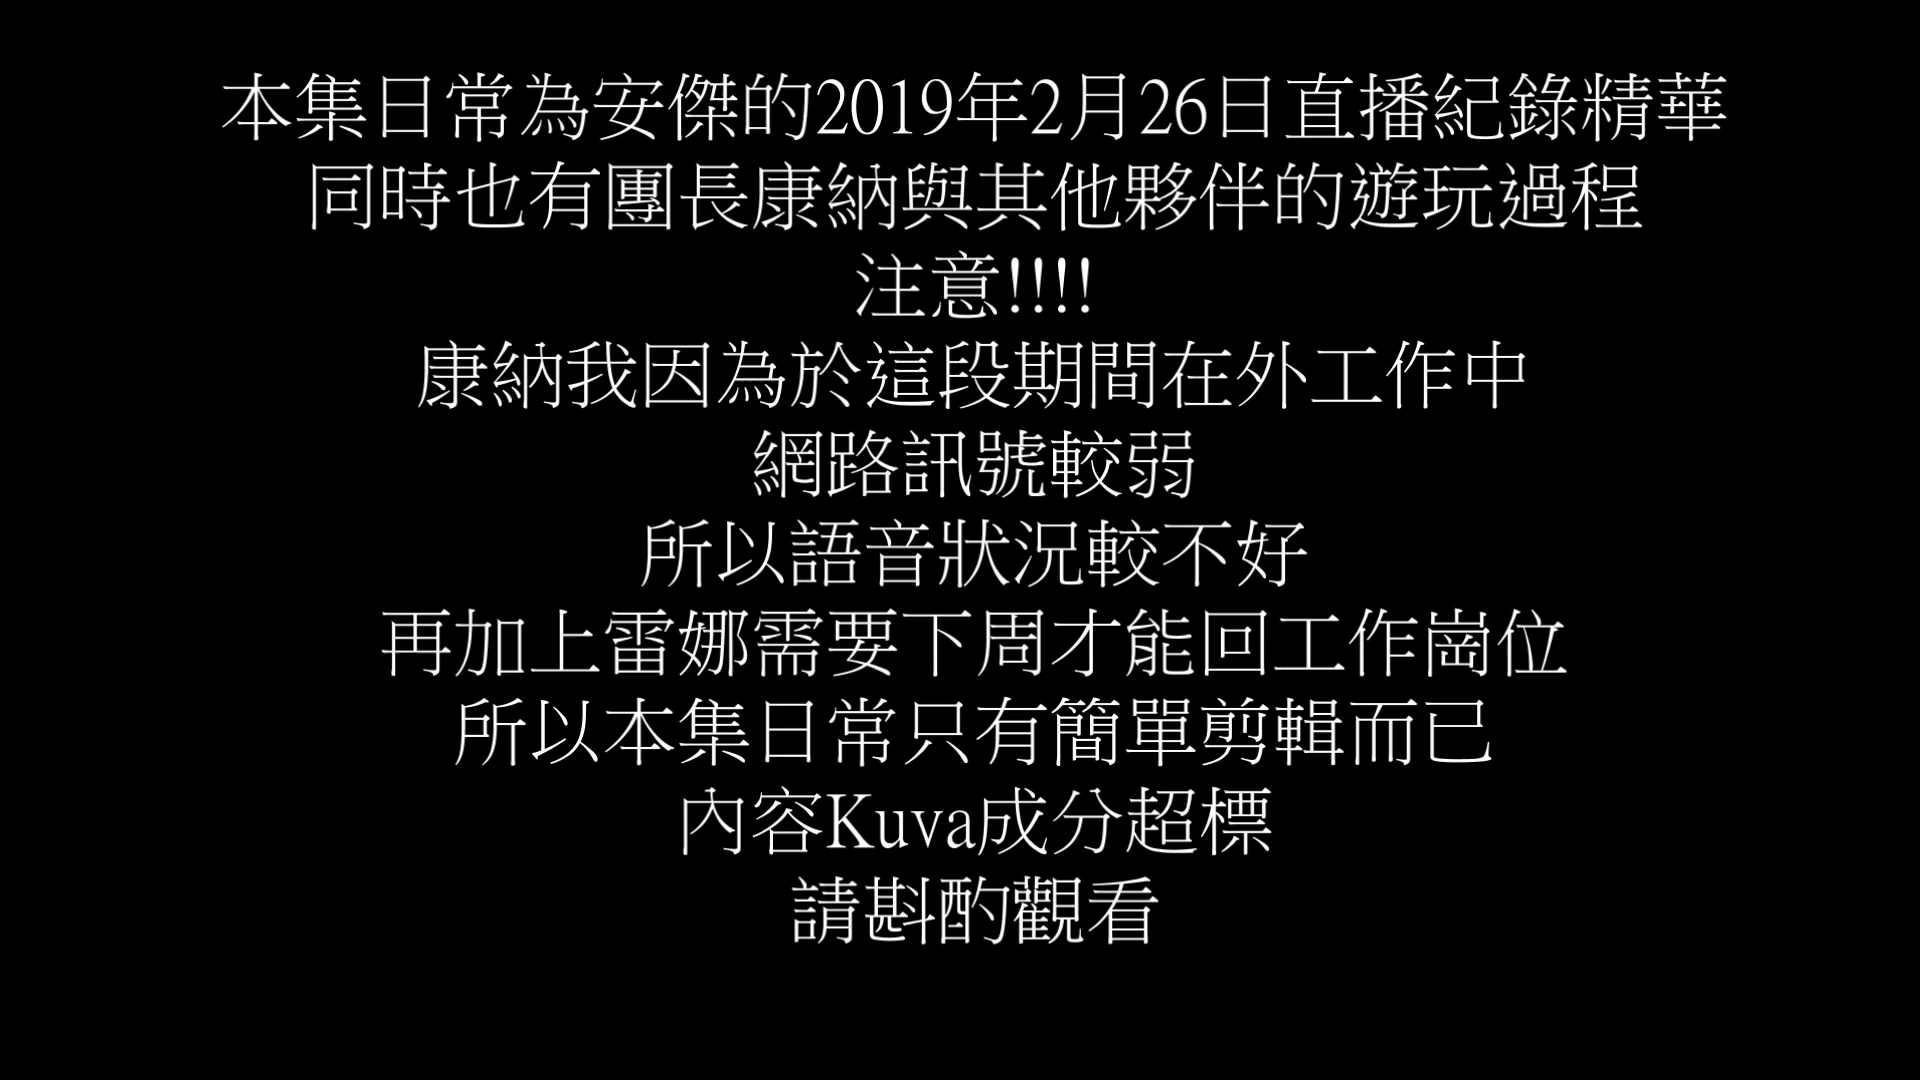 本集日常為安傑的2019年2月26日直播紀錄精華
同時也有團長康納與其他夥伴的遊玩過程
注意!!!!
康納我因為於這段期間在外工作中
網路訊號較弱
所以語音狀況較不好
再加上雷娜需要下周才能回工作崗位
所以本集日常只有簡單剪輯而已
內容Kuva成分超標
請斟酌觀看